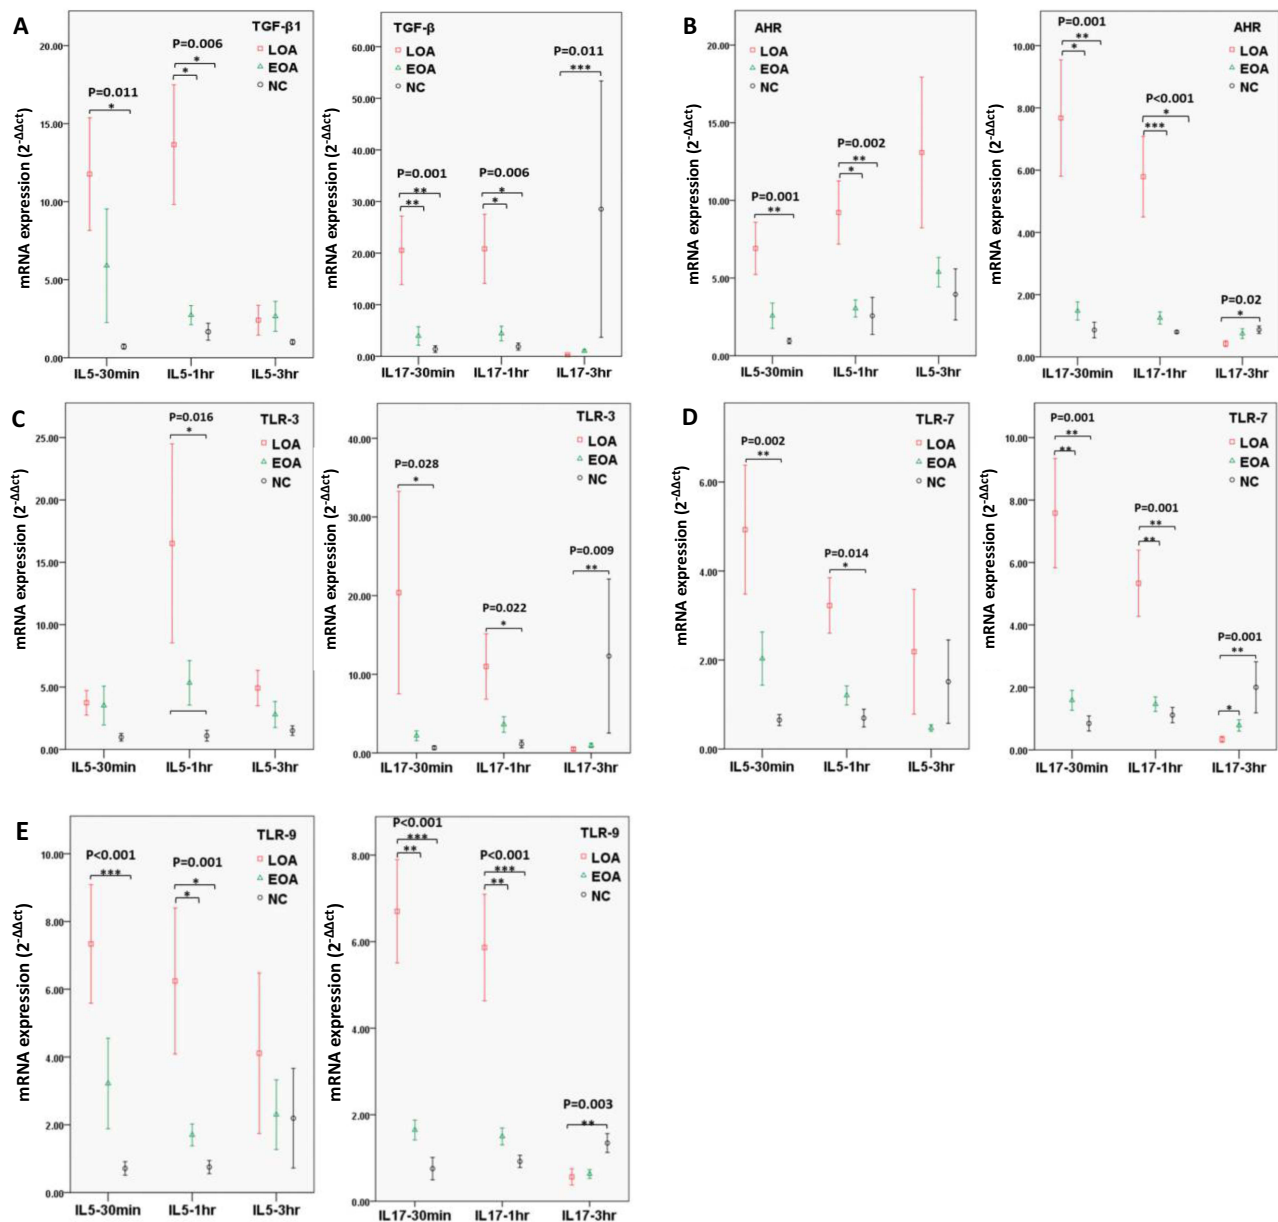 A
mRNA expression (2^-ΔΔct)
TGF-β1
LOA
EOA
NC
20.00
15.00
10.00
5.00
0.00
P=0.011
*
P=0.006
*
*
IL5-30min IL5-1hr IL5-3hr
mRNA expression (2^-ΔΔct)
TGF-β
LOA
EOA
NC
60.00
50.00
40.00
30.00
20.00
10.00
0.00
P=0.001
**
**
P=0.006
*
*
P=0.011
***
IL17-30min IL17-1hr IL17-3hr
B
mRNA expression (2^-ΔΔct)
AHR
LOA
EOA
NC
20.00
15.00
10.00
5.00
0.00
P=0.001
**
P=0.002
**
*
IL5-30min IL5-1hr IL5-3hr
mRNA expression (2^-ΔΔct)
AHR
LOA
EOA
NC
10.00
8.00
6.00
4.00
2.00
0.00
P=0.001
**
*
P<0.001
*
***
P=0.02
*
IL17-30min IL17-1hr IL17-3hr
C
mRNA expression (2^-ΔΔct)
TLR-3
LOA
EOA
NC
25.00
20.00
15.00
10.00
5.00
0.00
P=0.016
*
IL5-30min IL5-1hr IL5-3hr
mRNA expression (2^-ΔΔct)
TLR-3
LOA
EOA
NC
40.00
30.00
20.00
10.00
0.00
P=0.028
*
P=0.022
*
P=0.009
**
IL17-30min IL17-1hr IL17-3hr
D
mRNA expression (2^-ΔΔct)
TLR-7
LOA
EOA
NC
6.00
4.00
2.00
0.00
P=0.002
**
P=0.014
*
IL5-30min IL5-1hr IL5-3hr
mRNA expression (2^-ΔΔct)
TLR-7
LOA
EOA
NC
10.00
8.00
6.00
4.00
2.00
0.00
P=0.001
**
**
P=0.001
**
**
P=0.001
**
*
IL17-30min IL17-1hr IL17-3hr
E
mRNA expression (2^-ΔΔct)
TLR-9
LOA
EOA
NC
10.00
8.00
6.00
4.00
2.00
0.00
P<0.001
***
P=0.001
*
*
IL5-30min IL5-1hr IL5-3hr
mRNA expression (2^-ΔΔct)
TLR-9
LOA
EOA
NC
8.00
6.00
4.00
2.00
0.00
P<0.001
***
**
P<0.001
***
**
P=0.003
**
IL17-30min IL17-1hr IL17-3hr